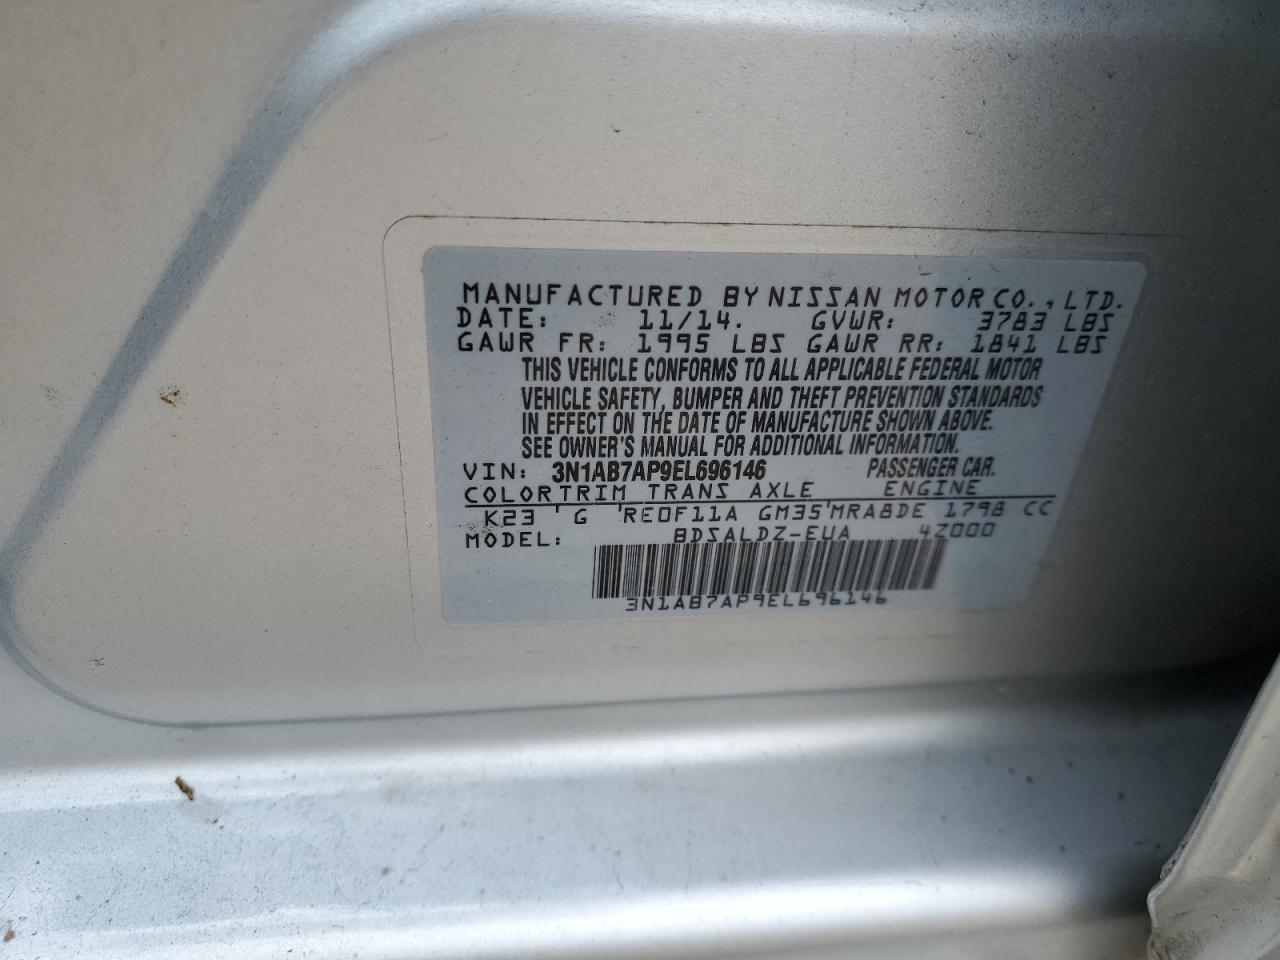 MANUFACTURED BY NISSAN MOTOR CO., LTD.
DATE: 11/14. GVWR: 3783 LBS
GAWR FR: 1995 LBS GAWR RR: 1841 LBS
THIS VEHICLE CONFORMS TO ALL APPLICABLE FEDERAL MOTOR
VEHICLE SAFETY, BUMPER AND THEFT PREVENTION STANDARDS
IN EFFECT ON THE DATE OF MANUFACTURE SHOWN ABOVE.
SEE OWNER'S MANUAL FOR ADDITIONAL INFORMATION.
VIN: 3N1AB7AP9EL696146 PASSENGER CAR.
COLOR TRIM TRANS AXLE ENGINE
K23 ' G 'RE0F11A GM35'MRA8DE 1798 CC
MODEL: BDSALDZ-EUA 4Z000
3N1AB7AP9EL696146